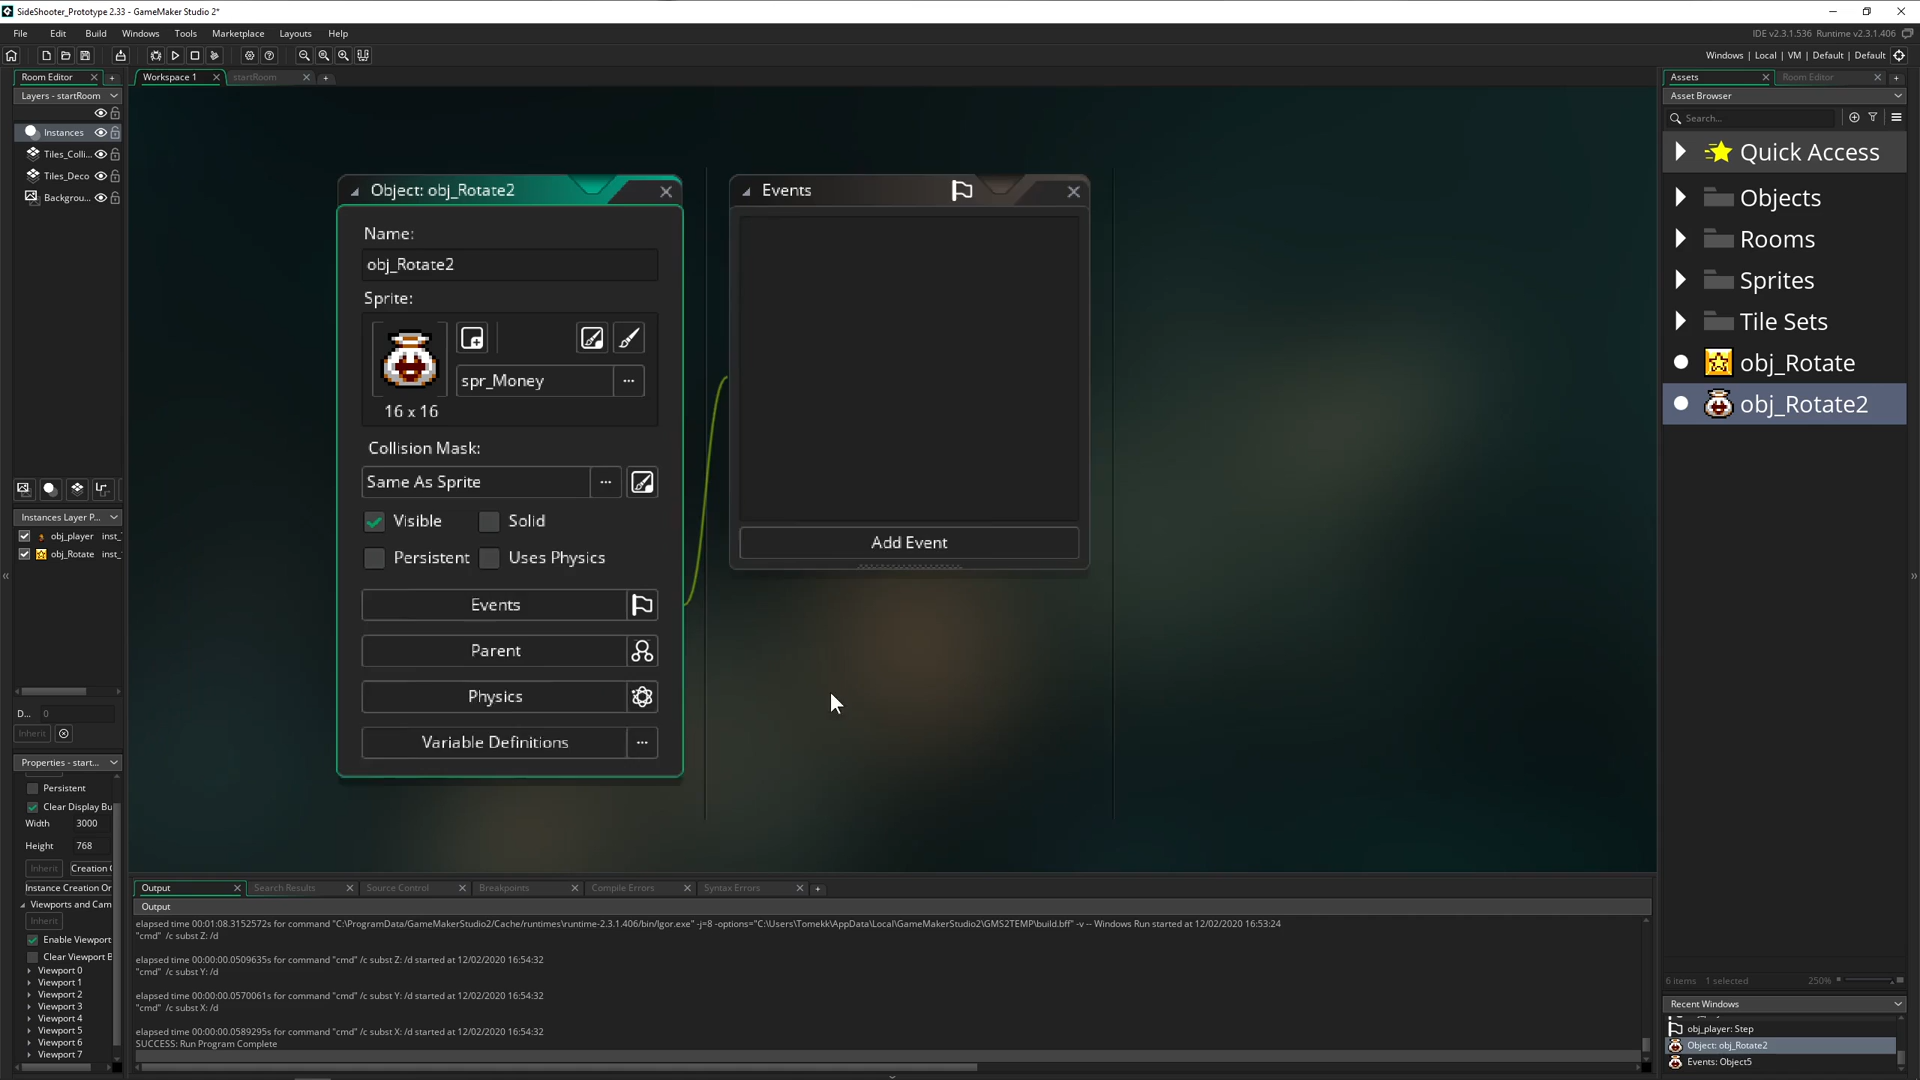 SideShooter_Prototype 2.33 - GameMaker Studio 2*
File Edit Build Windows Tools Marketplace Layouts Help
IDE v2.3.1.536 Runtime v2.3.1.406
Windows | Local | VM | Default | Default
Room Editor
Workspace 1
startRoom
Assets
Room Editor
Layers - startRoom
Asset Browser
Search...
Instances
Tiles_Colli...
Tiles_Deco
Backgrou...
Quick Access
Objects
Rooms
Sprites
Tile Sets
obj_Rotate
obj_Rotate2
Object: obj_Rotate2
Name:
obj_Rotate2
Sprite:
spr_Money
16 x 16
Collision Mask:
Same As Sprite
Visible
Solid
Persistent
Uses Physics
Events
Parent
Physics
Variable Definitions
Events
Add Event
Instances Layer P...
obj_player inst_
obj_Rotate inst_
D... 0
Inherit
Properties - start...
Persistent
Clear Display Bu
Width 3000
Height 768
Inherit Creation C
Instance Creation Or
Viewports and Cam
Inherit
Enable Viewport
Clear Viewport B
Viewport 0
Viewport 1
Viewport 2
Viewport 3
Viewport 4
Viewport 5
Viewport 6
Viewport 7
Output Search Results Source Control Breakpoints Compile Errors Syntax Errors
Output
elapsed time 00:01:08.3152572s for command "C:\ProgramData/GameMakerStudio2/Cache/runtimes\runtime-2.3.1.406/bin/Igor.exe" -j=8 -options="C:\Users\Tomekk\AppData\Local\GameMakerStudio2\GMS2TEMP\build.bff" -v -- Windows Run started at 12/02/2020 16:53:24
"cmd" /c subst Z: /d
elapsed time 00:00:00.0509635s for command "cmd" /c subst Z: /d started at 12/02/2020 16:54:32
"cmd" /c subst Y: /d
elapsed time 00:00:00.0570061s for command "cmd" /c subst Y: /d started at 12/02/2020 16:54:32
"cmd" /c subst X: /d
elapsed time 00:00:00.0589295s for command "cmd" /c subst X: /d started at 12/02/2020 16:54:32
SUCCESS: Run Program Complete
6 items 1 selected
250%
Recent Windows
obj_player: Step
Object: obj_Rotate2
Events: Object5